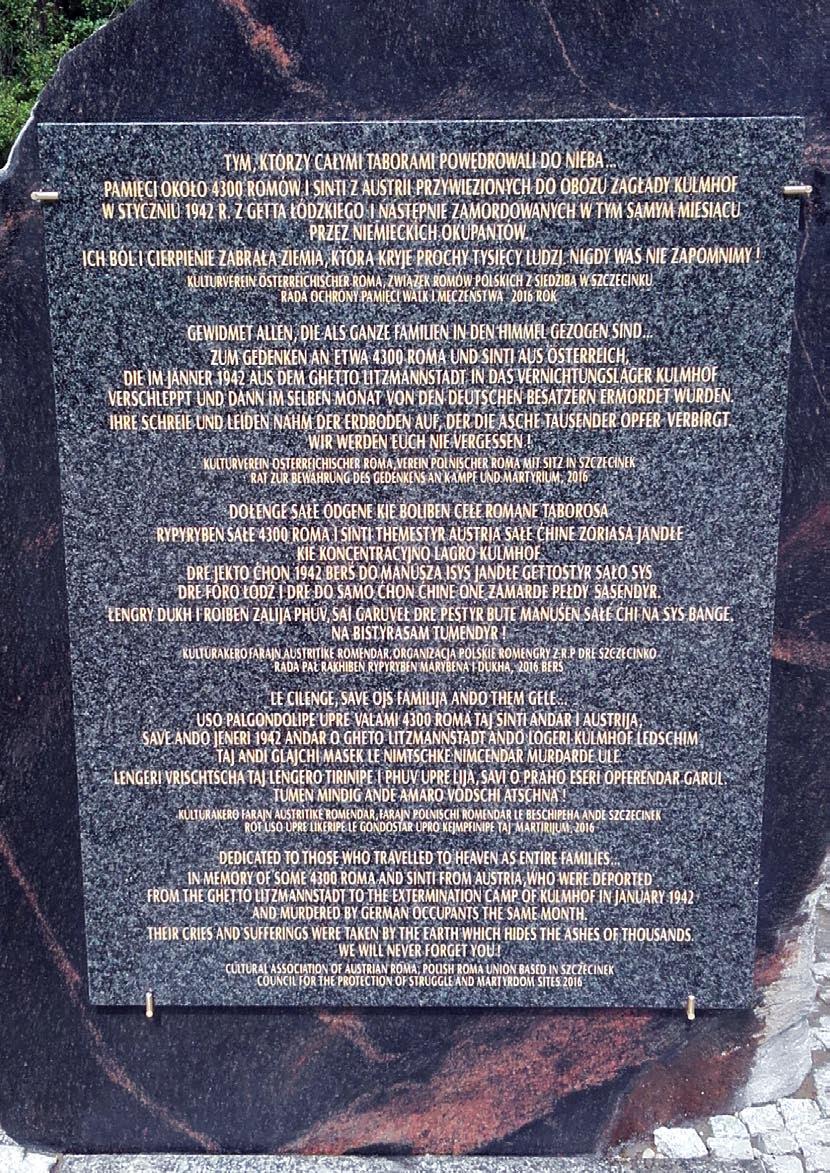 TYM, KTÓRZY CAŁYMI TABORAMI POWĘDROWALI DO NIEBA...
PAMIĘCI OKOŁO 4300 ROMÓW I SINTI Z AUSTRII PRZYWIEZIONYCH DO OBOZU ZAGŁADY KULMHOF
W STYCZNIU 1942 R. Z GETTA ŁÓDZKIEGO I NASTĘPNIE ZAMORDOWANYCH W TYM SAMYM MIESIĄCU
PRZEZ NIEMIECKICH OKUPANTÓW.
ICH BÓL I CIERPIENIE ZABRAŁA ZIEMIA, KTÓRA KRYJE PROCHY TYSIĘCY LUDZI. NIGDY WAS NIE ZAPOMNIMY !
KULTURVEREIN ÖSTERREICHISCHER ROMA, ZWIĄZEK ROMÓW POLSKICH Z SIEDZIBĄ W SZCZECINKU
RADA OCHRONY PAMIĘCI WALK I MĘCZEŃSTWA 2016 ROK
GEWIDMET ALLEN, DIE ALS GANZE FAMILIEN IN DEN HIMMEL GEZOGEN SIND...
ZUM GEDENKEN AN ETWA 4300 ROMA UND SINTI AUS ÖSTERREICH,
DIE IM JÄNNER 1942 AUS DEM GHETTO LITZMANNSTADT IN DAS VERNICHTUNGSLAGER KULMHOF
VERSCHLEPPT UND DANN IM SELBEN MONAT VON DEN DEUTSCHEN BESATZERN ERMORDET WURDEN.
IHRE SCHREIE UND LEIDEN NAHM DER ERDBODEN AUF, DER DIE ASCHE TAUSENDER OPFER VERBIRGT.
WIR WERDEN EUCH NIE VERGESSEN !
KULTURVEREIN ÖSTERREICHISCHER ROMA, VEREIN POLNISCHER ROMA MIT SITZ IN SZCZECINEK
RAT ZUR BEWAHRUNG DES GEDENKENS AN KAMPF UND MARTYRIUM, 2016
DOŁENGE SAŁE ODGENE KIE BOLIBEN CEŁE ROMANE TABOROSA
RYPYRYBEN SAŁE 4300 ROMA I SINTI THEMESTYR AUSTRIA SAŁE ĆHINE ZORIASA JANDŁE
KIE KONCENTRACYJNO LAGRO KULMHOF
DRE JEKTO ĆHON 1942 BERŚ DO MANUSZA ISYS JANDŁE GETTOSTYR SAŁO SYS
DRE FORO ŁÓDŹ I DRE DO SAMO ĆHON ĆHINE ONE ZAMARDE PEŁDY SASENDYR.
ŁENGRY DUKH I ROIBEN ZALIJA PHUV, SAI GARUVEŁ DRE PESTYR BUTE MANUŚEN SAŁE ĆHI NA SYS BANGE,
NA BISTYRASAM TUMENDYR !
KULTURAKERO FARAJN AUSTRITIKE ROMENDAR, ORGANIZACJA POLSKIE ROMENGRY Z.R.P DRE SZCZECINKO
RADA PAŁ RAKHIBEN RYPYRYBEN MARYBENA I DUKHA, 2016 BERŚ
LE CILENGE, SAVE OJS FAMILIJA ANDO THEM GELE...
USO PALGONDOLIPE UPRE VALAMI 4300 ROMA TAJ SINTI ANDAR I AUSTRIJA,
SAVE ANDO JENERI 1942 ANDAR O GHETO LITZMANNSTADT ANDO LOGERI KULMHOF LEDSCHIM
TAJ ANDI GLAJCHI MASEK LE NIMTSCHKE NIMCENDAR MURDARDE ULE.
LENGERI VRISCHTSCHA TAJ LENGERO TIRINIPE I PHUV UPRE LIJA, SAVI O PRAHO ESERI OPFERENDAR GARUL.
TUMEN MINDIG ANDE AMARO VODSCHI ATSCHNA !
KULTURAKERO FARAJN AUSTRITIKE ROMENDAR, FARAJN POLNISCHI ROMENDAR LE BESCHIPEHA ANDE SZCZECINEK
ROT USO UPRE LIKERIPE LE GONDOSTAR UPRO KEJMPFINIPE TAJ MARTIRIJUM, 2016
DEDICATED TO THOSE WHO TRAVELLED TO HEAVEN AS ENTIRE FAMILIES...
IN MEMORY OF SOME 4300 ROMA AND SINTI FROM AUSTRIA, WHO WERE DEPORTED
FROM THE GHETTO LITZMANNSTADT TO THE EXTERMINATION CAMP OF KULMHOF IN JANUARY 1942
AND MURDERED BY GERMAN OCCUPANTS THE SAME MONTH.
THEIR CRIES AND SUFFERINGS WERE TAKEN BY THE EARTH WHICH HIDES THE ASHES OF THOUSANDS.
WE WILL NEVER FORGET YOU !
CULTURAL ASSOCIATION OF AUSTRIAN ROMA, POLISH ROMA UNION BASED IN SZCZECINEK
COUNCIL FOR THE PROTECTION OF STRUGGLE AND MARTYRDOM SITES 2016